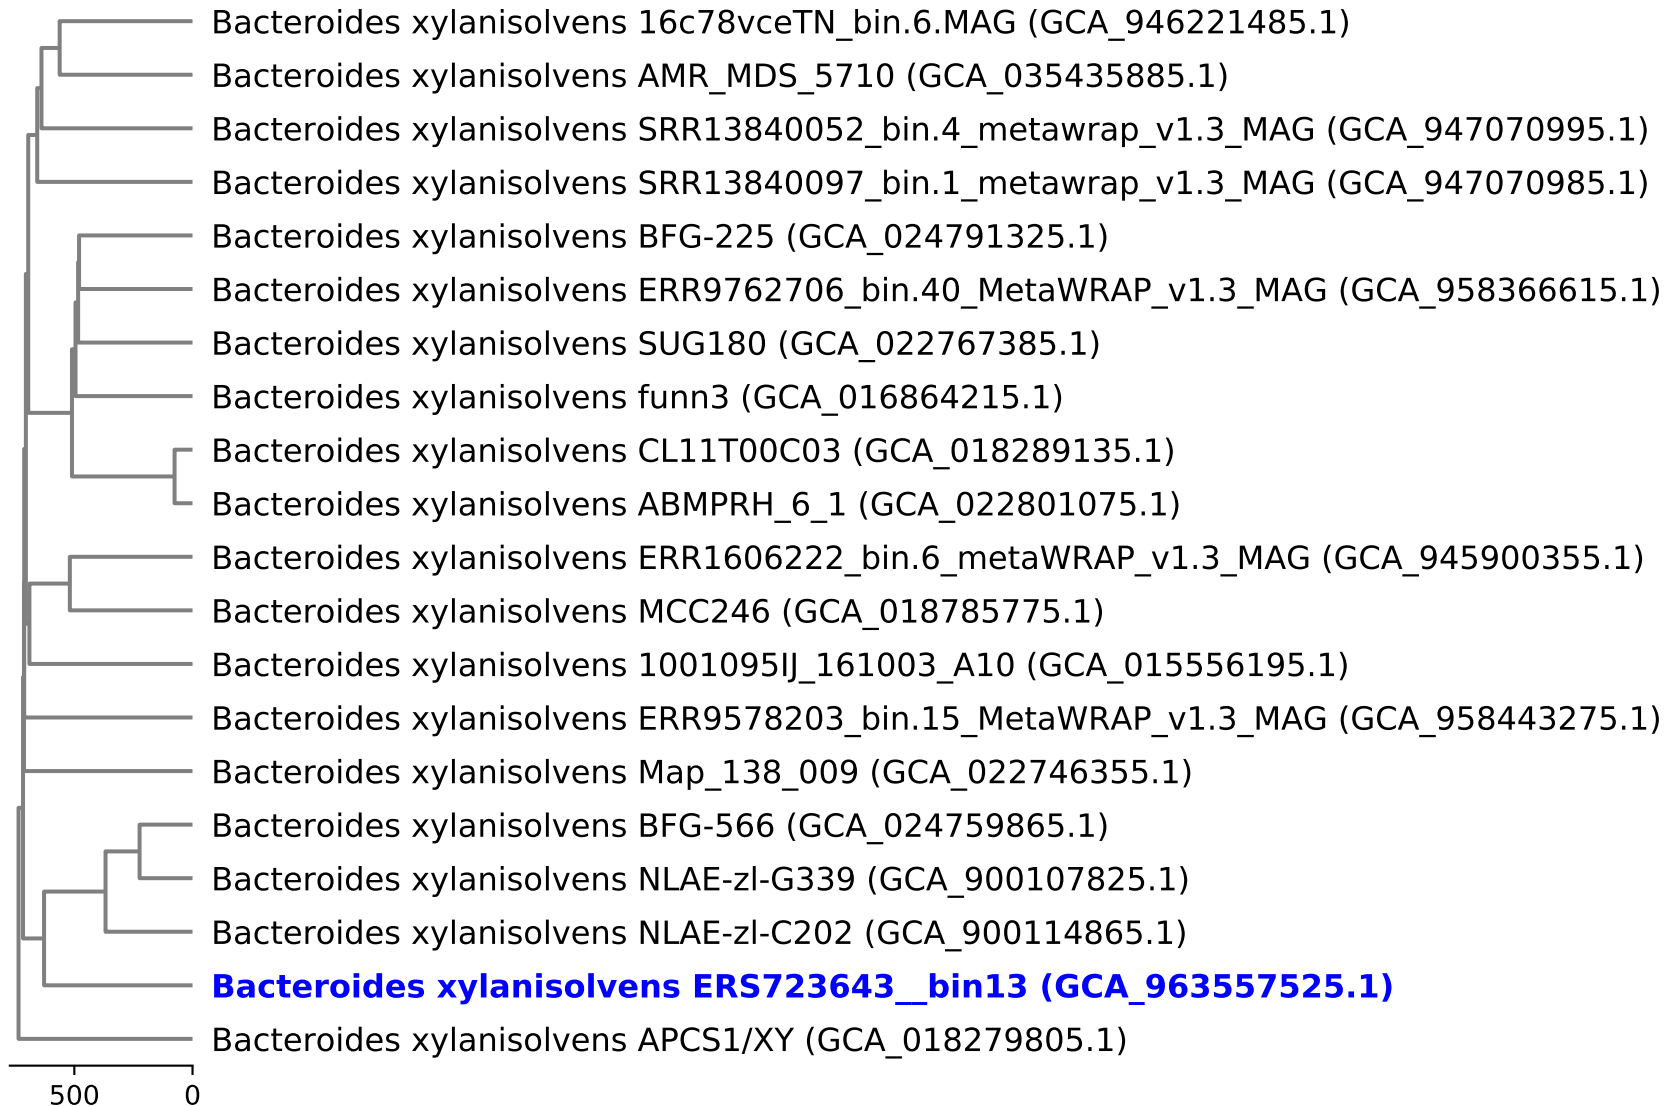 Bacteroides xylanisolvens 16c78vceTN_bin.6.MAG (GCA_946221485.1)
Bacteroides xylanisolvens AMR_MDS_5710 (GCA_035435885.1)
Bacteroides xylanisolvens SRR13840052_bin.4_metawrap_v1.3_MAG (GCA_947070995.1)
Bacteroides xylanisolvens SRR13840097_bin.1_metawrap_v1.3_MAG (GCA_947070985.1)
Bacteroides xylanisolvens BFG-225 (GCA_024791325.1)
Bacteroides xylanisolvens ERR9762706_bin.40_MetaWRAP_v1.3_MAG (GCA_958366615.1)
Bacteroides xylanisolvens SUG180 (GCA_022767385.1)
Bacteroides xylanisolvens funn3 (GCA_016864215.1)
Bacteroides xylanisolvens CL11T00C03 (GCA_018289135.1)
Bacteroides xylanisolvens ABMPRH_6_1 (GCA_022801075.1)
Bacteroides xylanisolvens ERR1606222_bin.6_metaWRAP_v1.3_MAG (GCA_945900355.1)
Bacteroides xylanisolvens MCC246 (GCA_018785775.1)
Bacteroides xylanisolvens 1001095IJ_161003_A10 (GCA_015556195.1)
Bacteroides xylanisolvens ERR9578203_bin.15_MetaWRAP_v1.3_MAG (GCA_958443275.1)
Bacteroides xylanisolvens Map_138_009 (GCA_022746355.1)
Bacteroides xylanisolvens BFG-566 (GCA_024759865.1)
Bacteroides xylanisolvens NLAE-zl-G339 (GCA_900107825.1)
Bacteroides xylanisolvens NLAE-zl-C202 (GCA_900114865.1)
Bacteroides xylanisolvens ERS723643__bin13 (GCA_963557525.1)
Bacteroides xylanisolvens APCS1/XY (GCA_018279805.1)
500 0